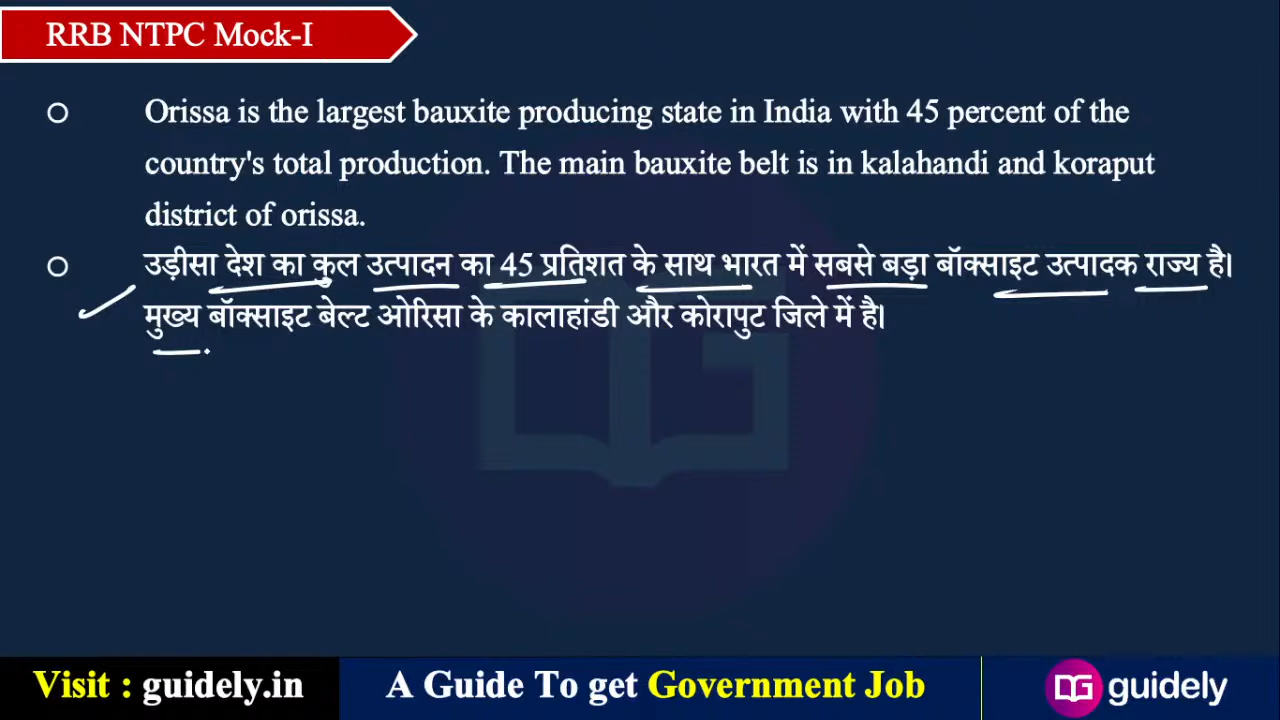 RRB NTPC Mock-I
Orissa is the largest bauxite producing state in India with 45 percent of the
country's total production. The main bauxite belt is in kalahandi and koraput
district of orissa.
उड़ीसा देश का कुल उत्पादन का 45 प्रतिशत के साथ भारत में सबसे बड़ा बॉक्साइट उत्पादक राज्य है।
मुख्य बॉक्साइट बेल्ट ओरिसा के कालाहांडी और कोरापुट जिले में है।
Visit : guidely.in
A Guide To get Government Job
guidely